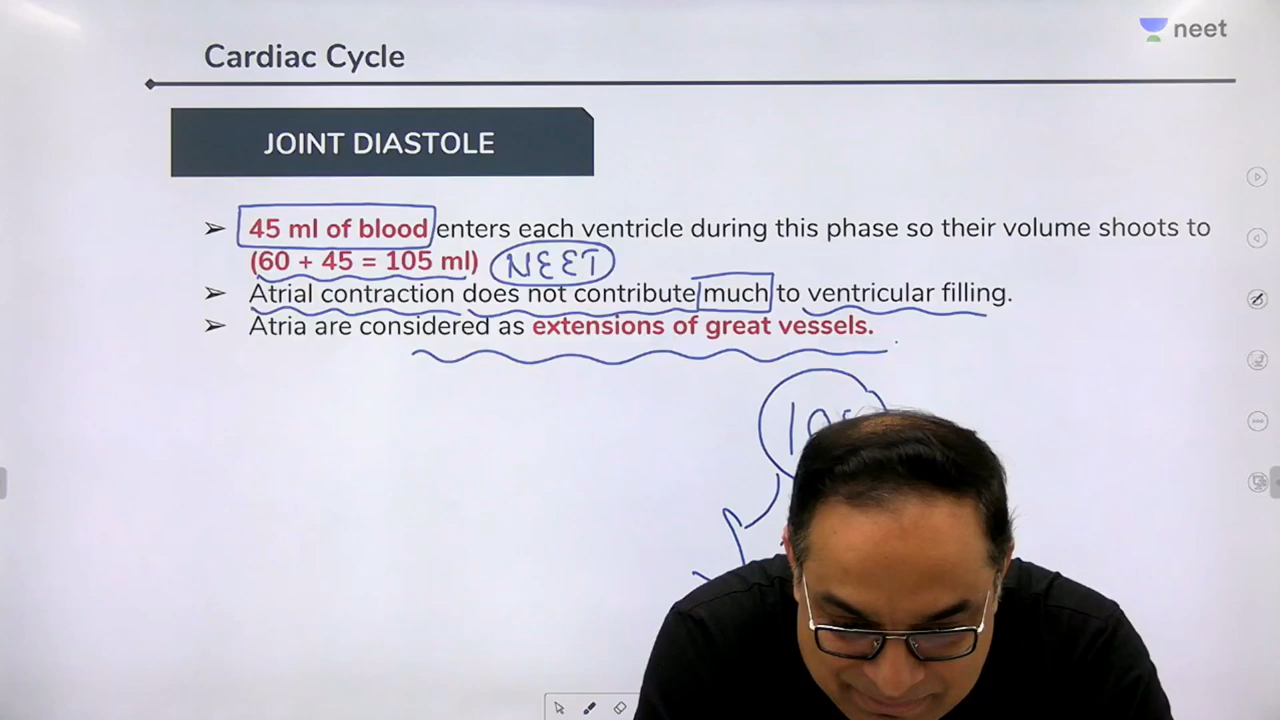 neet
Cardiac Cycle
JOINT DIASTOLE
➢ 45 ml of blood enters each ventricle during this phase so their volume shoots to
(60 + 45 = 105 ml) NEET
➢ Atrial contraction does not contribute much to ventricular filling.
➢ Atria are considered as extensions of great vessels.